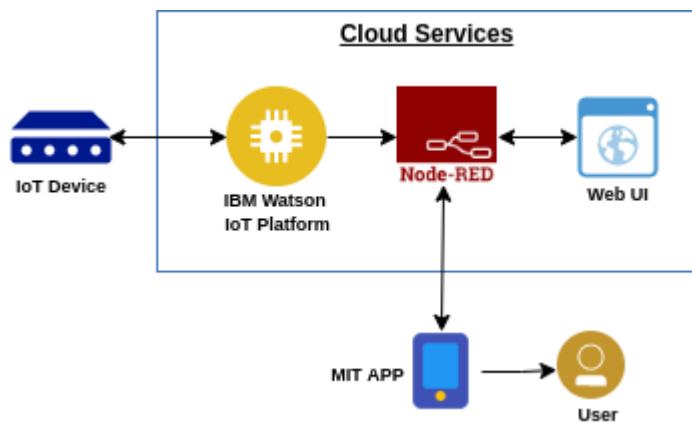 Cloud Services
IoT Device
IBM Watson
IoT Platform
Node-RED
Web UI
MIT APP
User